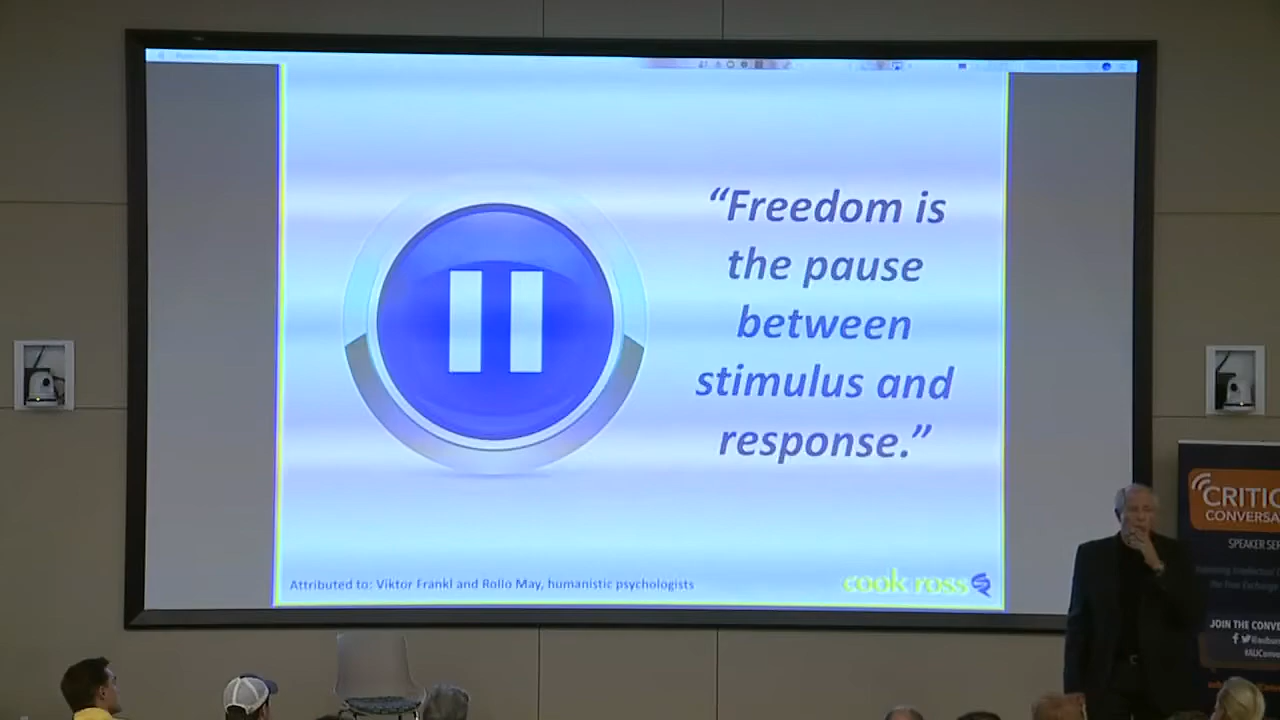 “Freedom is
the pause
between
stimulus and
response.”
Attributed to: Viktor Frankl and Rollo May, humanistic psychologists
cook ross
CRITIC
CONVERSA
SPEAKER SER
JOIN THE CONVE
#AUConve